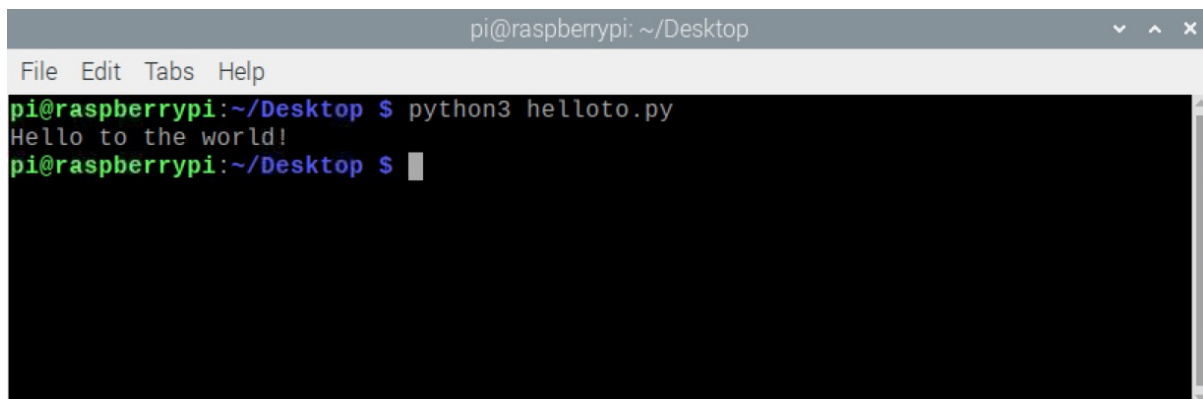 pi@raspberrypi: ~/Desktop
File Edit Tabs Help
pi@raspberrypi:~/Desktop $ python3 helloto.py
Hello to the world!
pi@raspberrypi:~/Desktop $